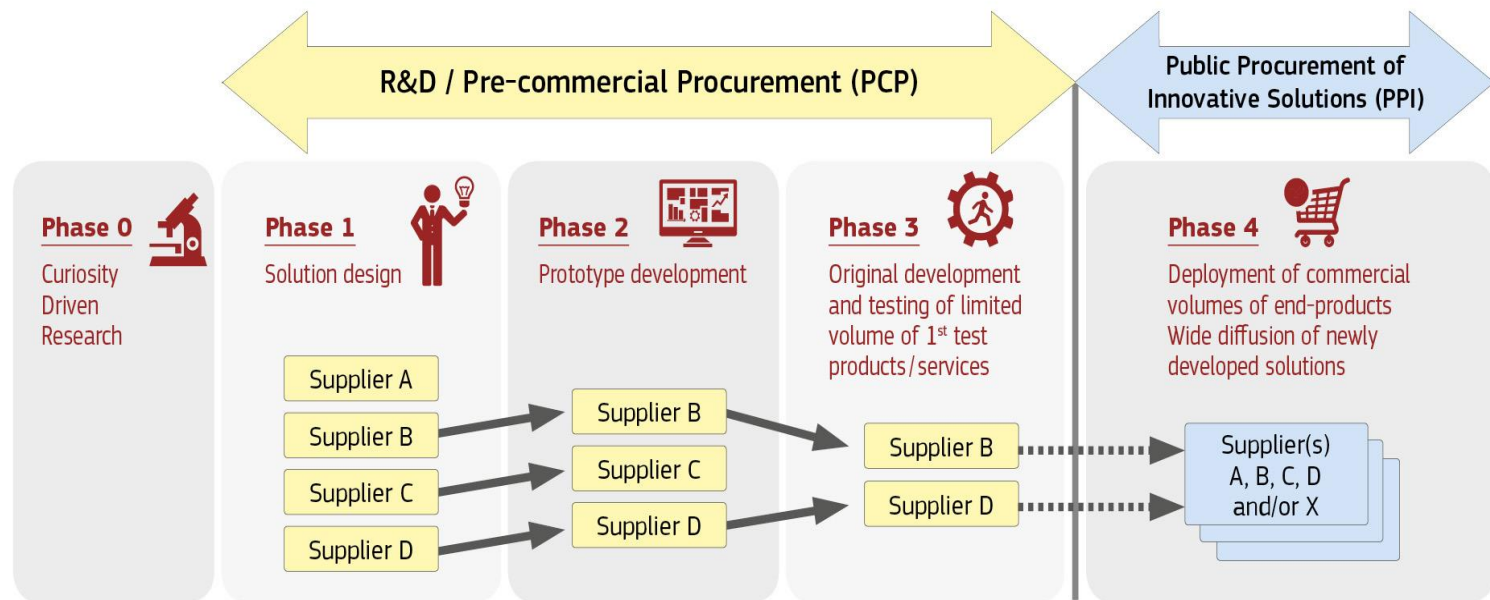 R&D / Pre-commercial Procurement (PCP)
Public Procurement of
Innovative Solutions (PPI)
Phase 0
Curiosity
Driven
Research
Phase 1
Solution design
Supplier A
Supplier B
Supplier C
Supplier D
Phase 2
Prototype development
Supplier B
Supplier C
Supplier D
Phase 3
Original development
and testing of limited
volume of 1st test
products/services
Supplier B
Supplier D
Phase 4
Deployment of commercial
volumes of end-products
Wide diffusion of newly
developed solutions
Supplier(s)
A, B, C, D
and/or X